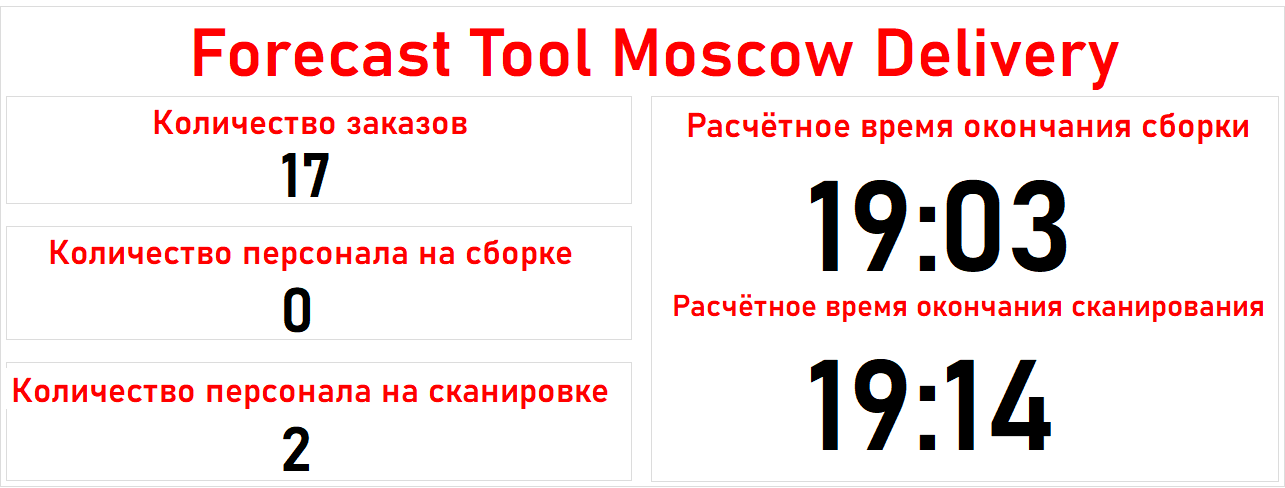 Forecast Tool Moscow Delivery
Количество заказов
17
Количество персонала на сборке
0
Количество персонала на сканировке
2
Расчётное время окончания сборки
19:03
Расчётное время окончания сканирования
19:14